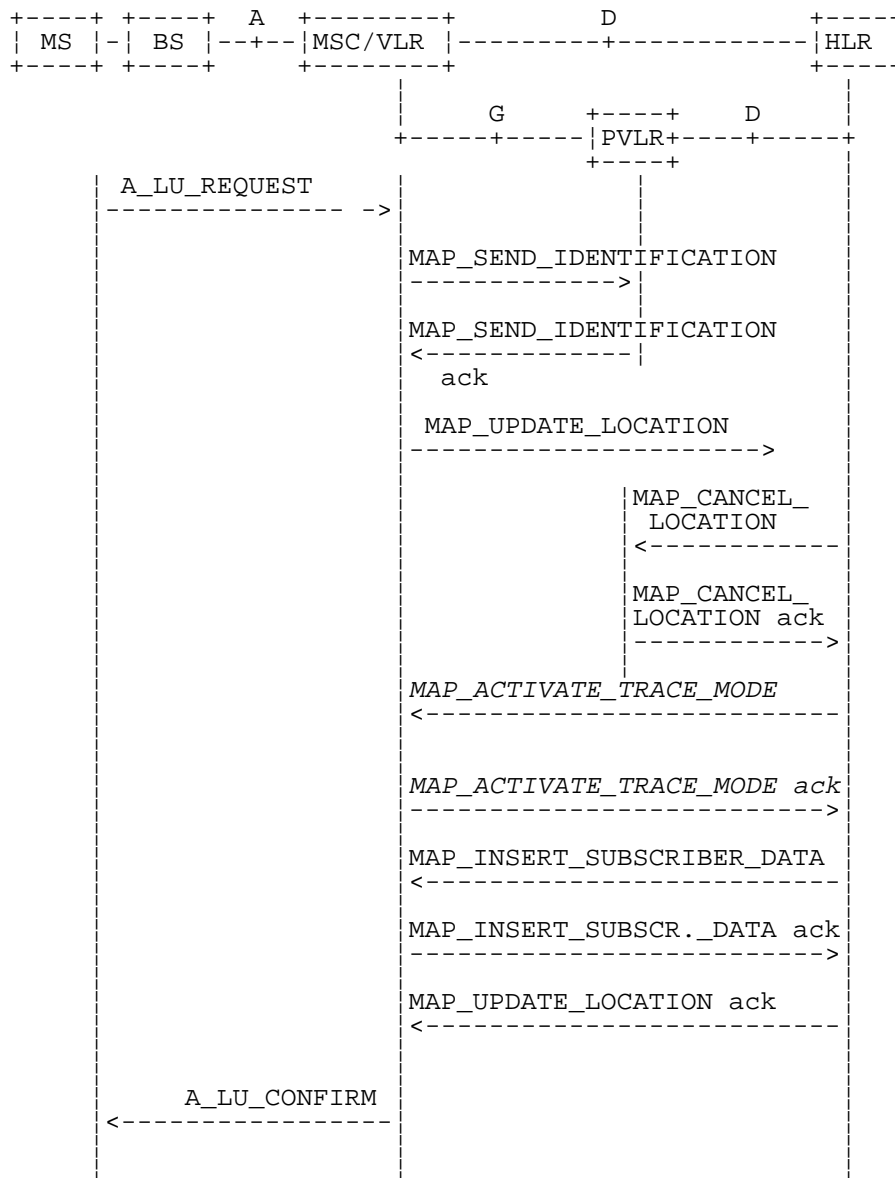 A D
MS BS MSC/VLR HLR
G D
PVLR
A_LU_REQUEST
MAP_SEND_IDENTIFICATION
MAP_SEND_IDENTIFICATION
ack
MAP_UPDATE_LOCATION
MAP_CANCEL_
LOCATION
MAP_CANCEL_
LOCATION ack
MAP_ACTIVATE_TRACE_MODE
MAP_ACTIVATE_TRACE_MODE ack
MAP_INSERT_SUBSCRIBER_DATA
MAP_INSERT_SUBSCR._DATA ack
MAP_UPDATE_LOCATION ack
A_LU_CONFIRM